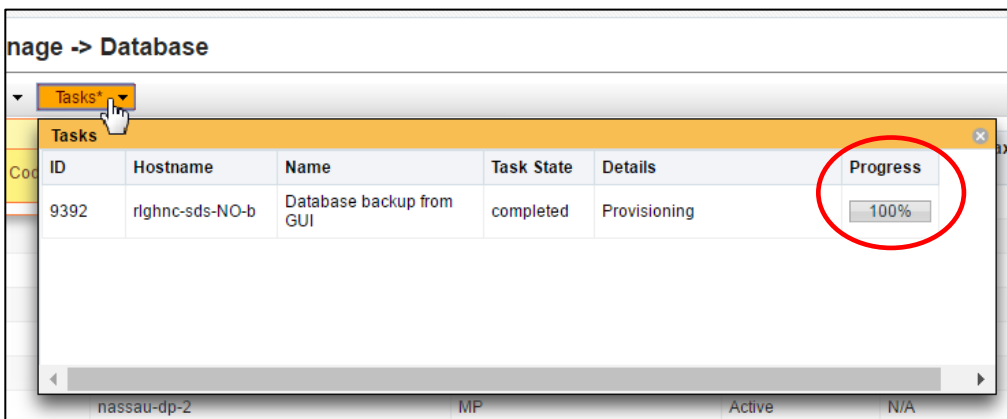 nage -> Database
Tasks*
Tasks
ID Hostname Name Task State Details Progress
9392 rlghnc-sds-NO-b Database backup from GUI completed Provisioning 100%
nassau-dp-2 MP Active N/A